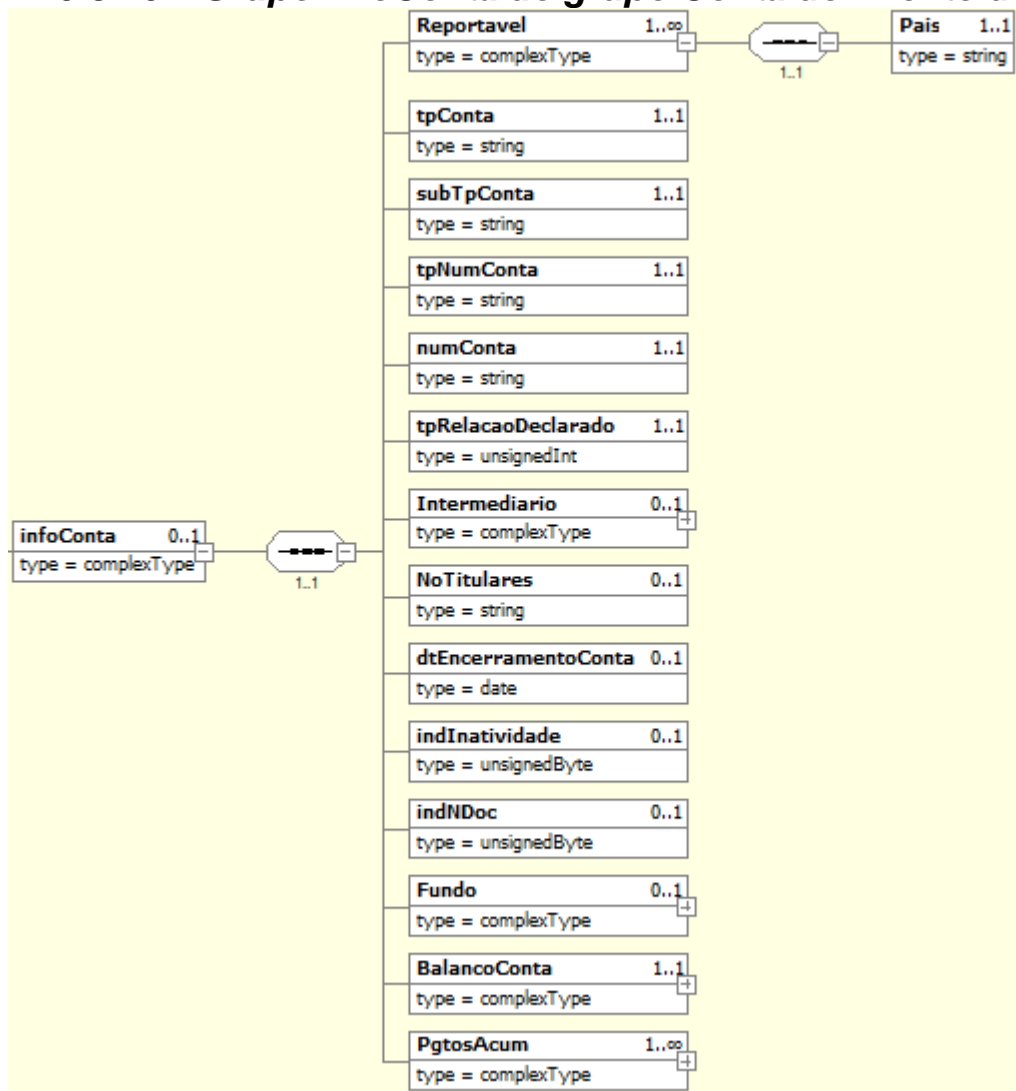 Reportavel 1..∞
type = complexType
1..1
Pais 1..1
type = string
tpConta 1..1
type = string
subTpConta 1..1
type = string
tpNumConta 1..1
type = string
numConta 1..1
type = string
tpRelacaoDeclarado 1..1
type = unsignedInt
Intermediario 0..1
type = complexType
infoConta 0..1
type = complexType
1..1
NoTitulares 0..1
type = string
dtEncerramentoConta 0..1
type = date
indInatividade 0..1
type = unsignedByte
indNDoc 0..1
type = unsignedByte
Fundo 0..1
type = complexType
BalancoConta 1..1
type = complexType
PgtosAcum 1..∞
type = complexType